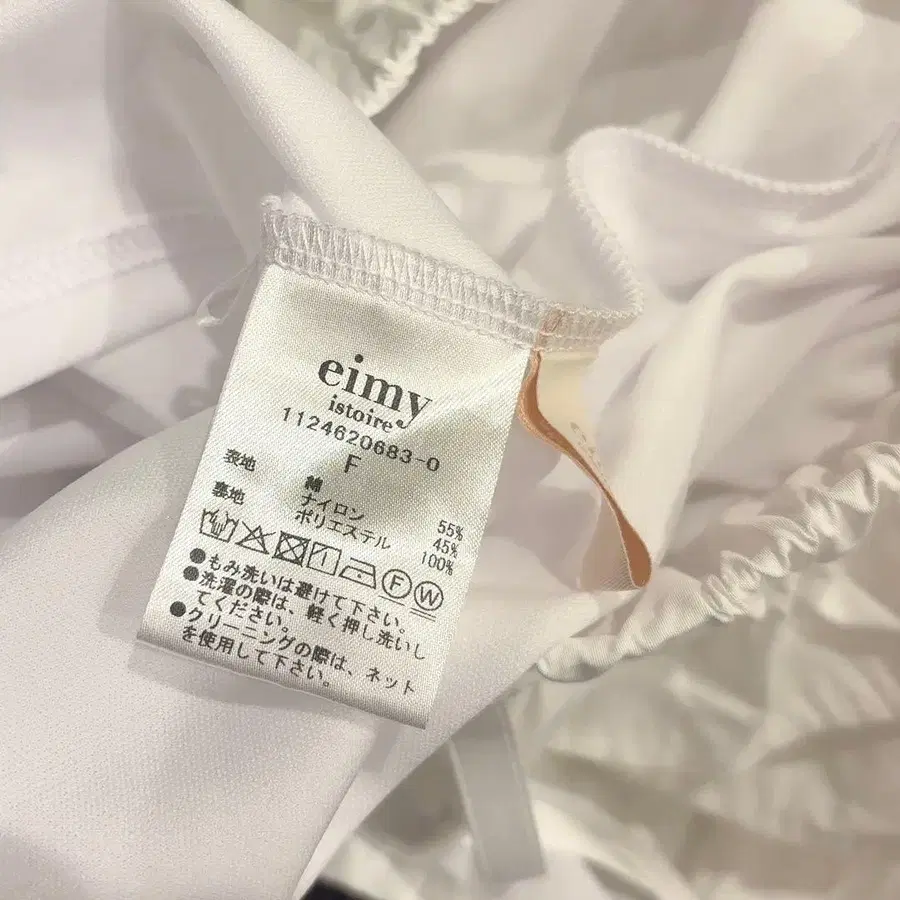 eimy
istoire
1124620683-0
F
表地 綿 55%
ナイロン 45%
裏地 ポリエステル 100%
F W
●もみ洗いは避けて下さい。
●洗濯の際は、軽く押し洗いし
てください。
●クリーニングの際は、ネット
を使用して下さい。